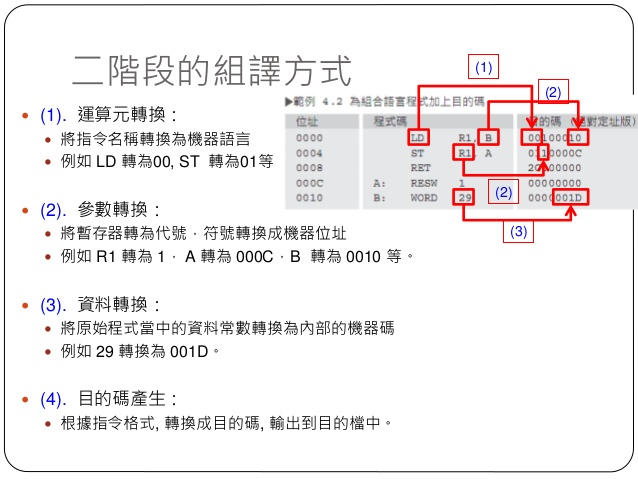 二階段的組譯方式
(1). 運算元轉換：
將指令名稱轉換為機器語言
例如 LD 轉為00, ST 轉為01等
(2). 參數轉換：
將暫存器轉為代號，符號轉換成機器位址
例如 R1 轉為 1，A 轉為 000C，B 轉為 0010 等。
(3). 資料轉換：
將原始程式當中的資料常數轉換為內部的機器碼
例如 29 轉換為 001D。
(4). 目的碼產生：
根據指令格式, 轉換成目的碼, 輸出到目的檔中。
(1)
(2)
▶範例 4.2 為組合語言程式加上目的碼
位址 程式碼 的碼 對定址版)
0000 LD R1, B 00100010
0004 ST R1, A 0110000C
0008 RET 20000000
000C A: RESW 1 00000000
0010 B: WORD 29 0000001D
(2)
(3)